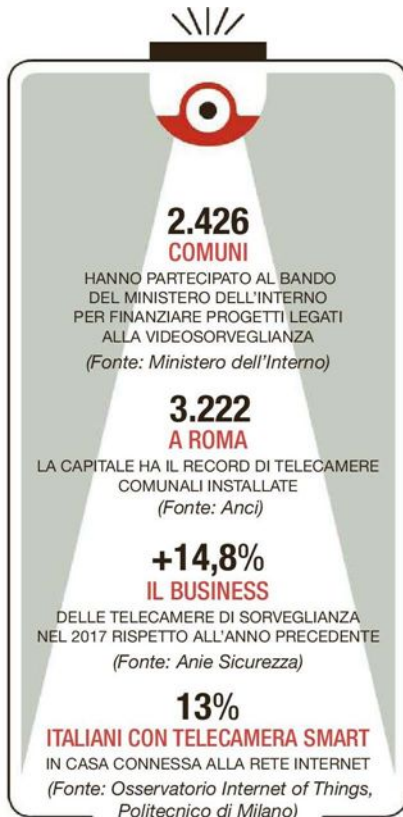 2.426
COMUNI
HANNO PARTECIPATO AL BANDO
DEL MINISTERO DELL'INTERNO
PER FINANZIARE PROGETTI LEGATI
ALLA VIDEOSORVEGLIANZA
(Fonte: Ministero dell'Interno)
3.222
A ROMA
LA CAPITALE HA IL RECORD DI TELECAMERE
COMUNALI INSTALLATE
(Fonte: Anci)
+14,8%
IL BUSINESS
DELLE TELECAMERE DI SORVEGLIANZA
NEL 2017 RISPETTO ALL'ANNO PRECEDENTE
(Fonte: Anie Sicurezza)
13%
ITALIANI CON TELECAMERA SMART
IN CASA CONNESSA ALLA RETE INTERNET
(Fonte: Osservatorio Internet of Things,
Politecnico di Milano)